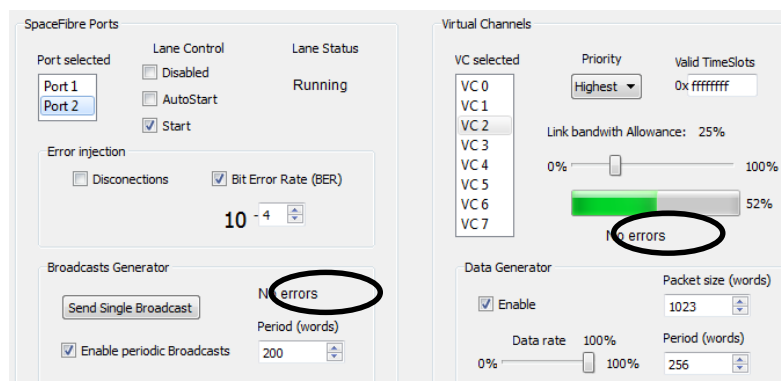 SpaceFibre Ports
Port selected
Port 1
Port 2
Lane Control
Disabled
AutoStart
Start
Lane Status
Running
Error injection
Disconections
Bit Error Rate (BER)
10 - 4
Broadcasts Generator
Send Single Broadcast
No errors
Enable periodic Broadcasts
Period (words)
200
Virtual Channels
VC selected
VC 0
VC 1
VC 2
VC 3
VC 4
VC 5
VC 6
VC 7
Priority
Highest
Valid TimeSlots
0x ffffffff
Link bandwith Allowance: 25%
0% 100%
52%
No errors
Data Generator
Enable
Packet size (words)
1023
Data rate 100%
0% 100%
Period (words)
256